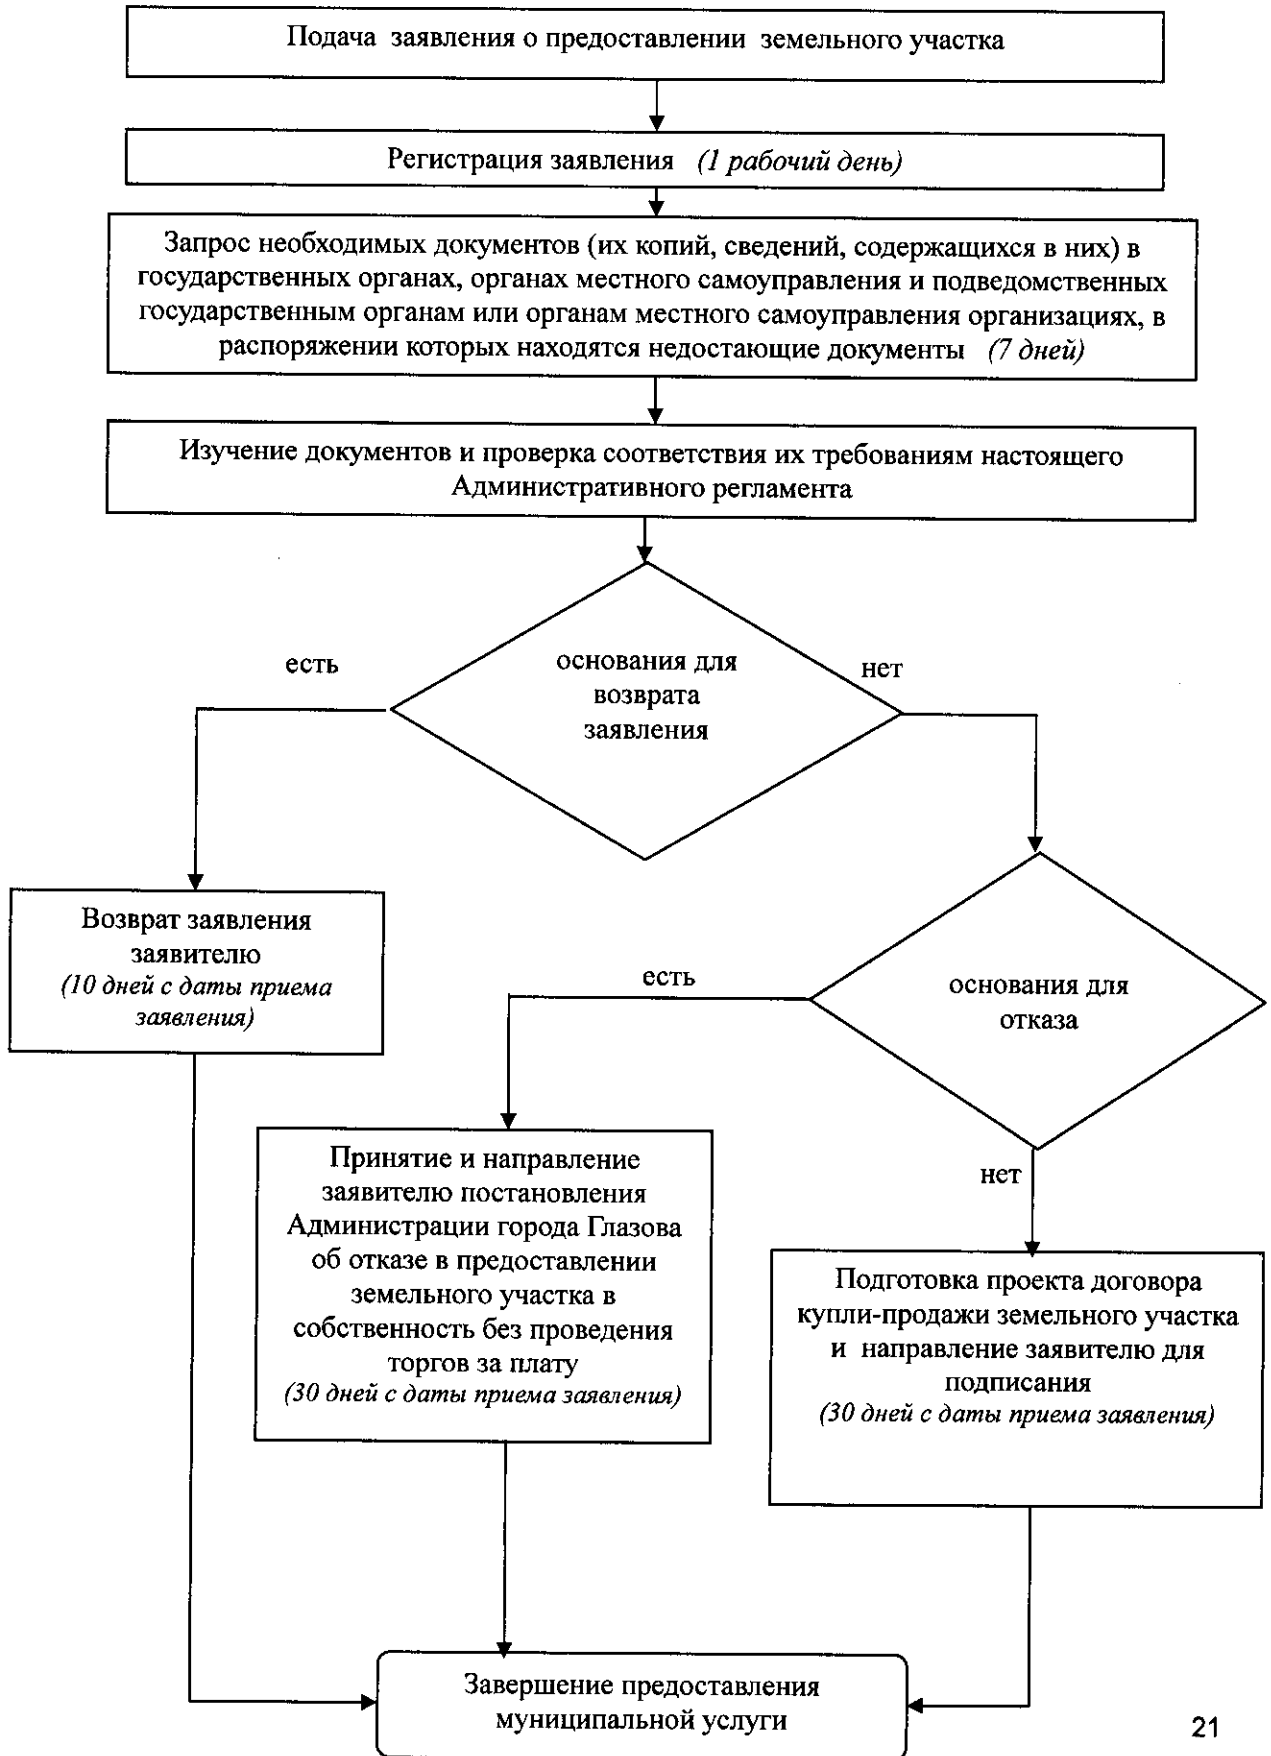 Подача заявления о предоставлении земельного участка
Регистрация заявления (1 рабочий день)
Запрос необходимых документов (их копий, сведений, содержащихся в них) в
государственных органах, органах местного самоуправления и подведомственных
государственным органам или органам местного самоуправления организациях, в
распоряжении которых находятся недостающие документы (7 дней)
Изучение документов и проверка соответствия их требованиям настоящего
Административного регламента
основания для
возврата
заявления
есть
нет
Возврат заявления
заявителю
(10 дней с даты приема
заявления)
основания для
отказа
есть
нет
Принятие и направление
заявителю постановления
Администрации города Глазова
об отказе в предоставлении
земельного участка в
собственность без проведения
торгов за плату
(30 дней с даты приема заявления)
Подготовка проекта договора
купли-продажи земельного участка
и направление заявителю для
подписания
(30 дней с даты приема заявления)
Завершение предоставления
муниципальной услуги
21